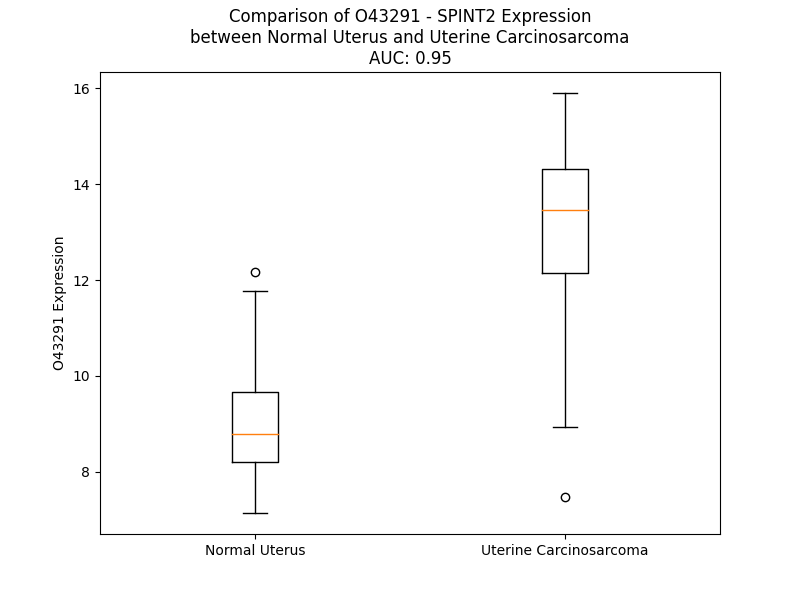 Comparison of O43291 - SPINT2 Expression
between Normal Uterus and Uterine Carcinosarcoma
AUC: 0.95
16
14
12
10
8
O43291 Expression
Normal Uterus
Uterine Carcinosarcoma